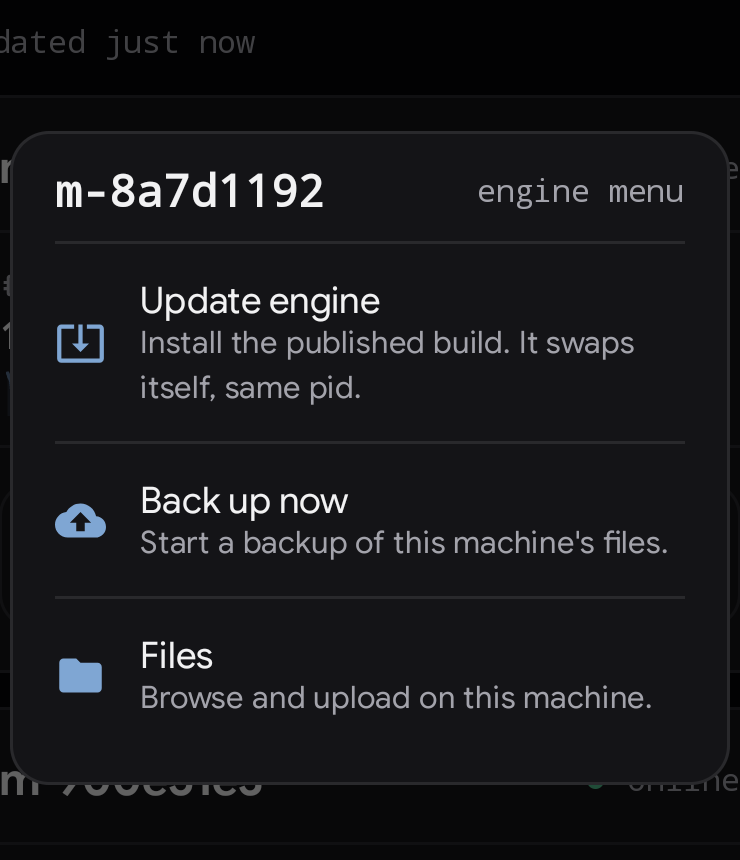 dated just now
m-8a7d1192 engine menu
Update engine
Install the published build. It swaps
itself, same pid.
Back up now
Start a backup of this machine's files.
Files
Browse and upload on this machine.
online